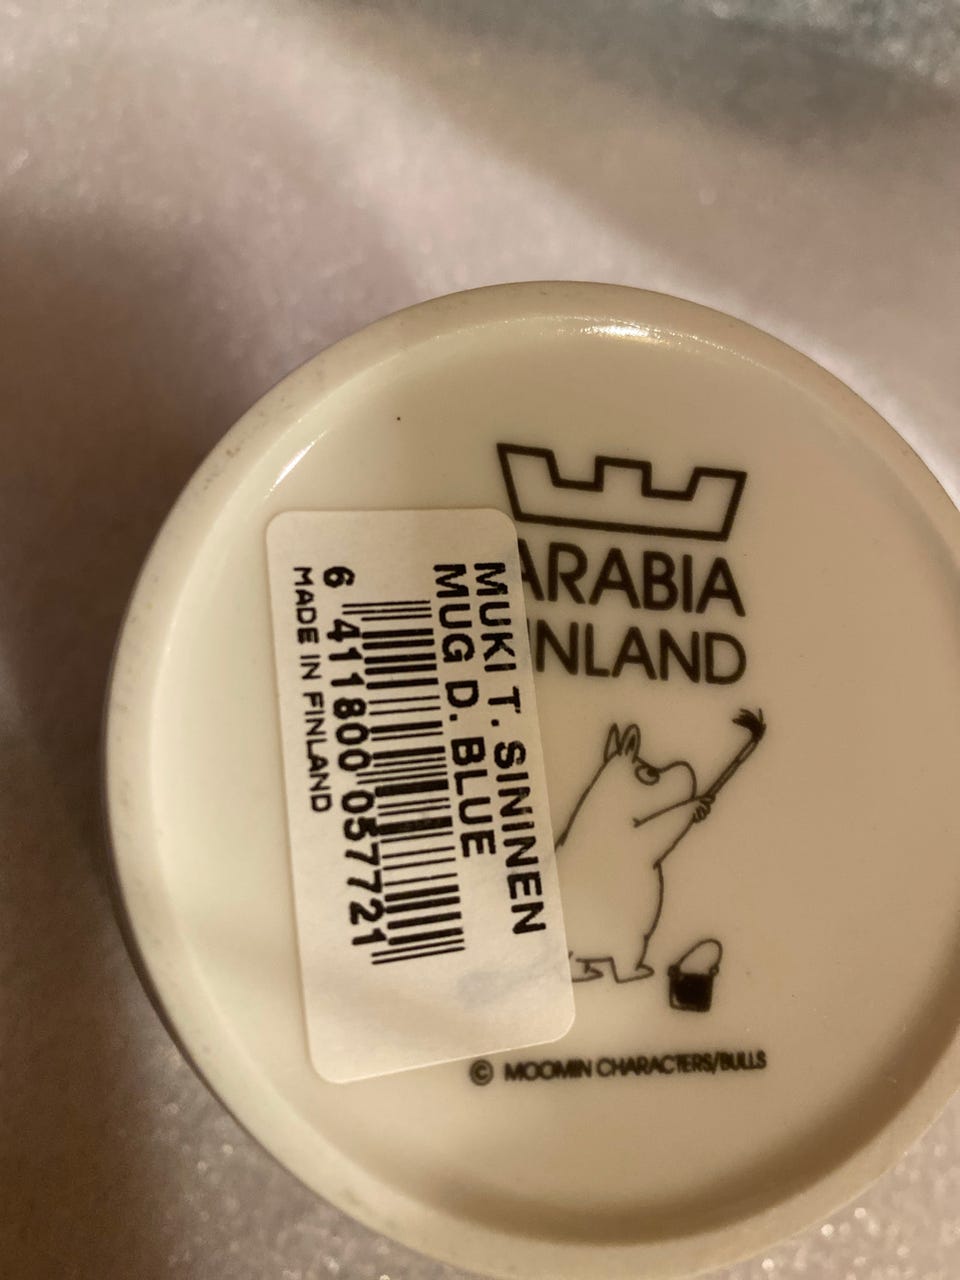 ARABIA
INLAND
MUKI T. SININEN
MUG D. BLUE
6 411800 057721
MADE IN FINLAND
© MOOMIN CHARACTERS/BULLS